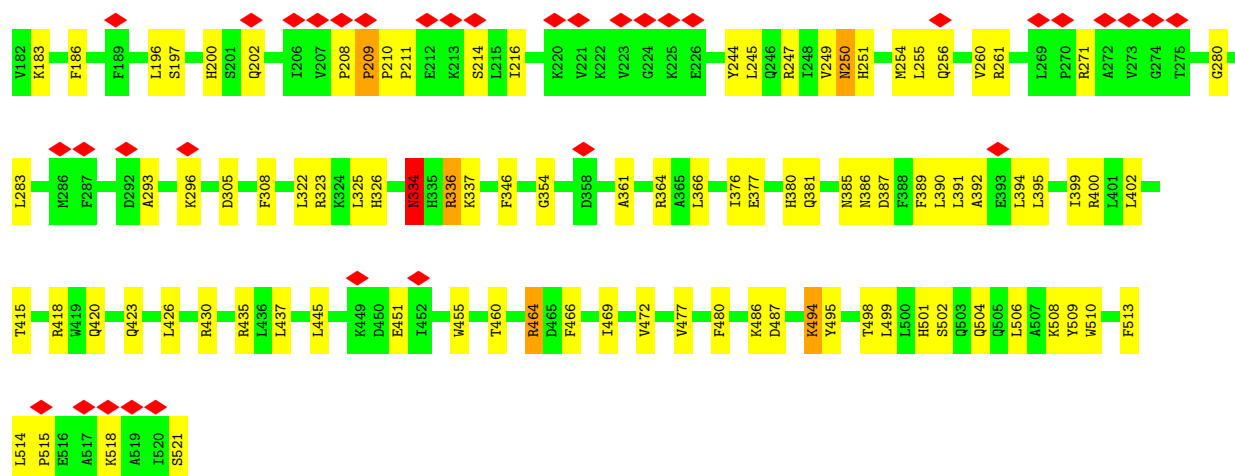 V182 K183 F186 F189 L196 S197 H200 S201 Q202 I206 V207 P208 P209 P210 P211 E212 K213 S214 L215 I216 K220 V221 K222 V223 G224 K225 E226 Y244 L245 Q246 R247 I248 V249 N250 H251 M254 L255 Q256 V260 R261 L269 P270 R271 A272 V273 G274 T275 G280
L283 M286 F287 D292 A293 K296 D305 F308 L322 R323 K324 L325 H326 N334 H335 R336 K337 F346 G354 D358 A361 R364 A365 L366 I376 E377 H380 Q381 N385 N386 D387 F388 F389 L390 L391 A392 E393 L394 L395 I399 R400 L401 L402
T415 R418 W419 Q420 Q423 L426 R430 R435 L436 L437 L445 K449 D450 E451 I452 W455 T460 R464 D465 F466 I469 V472 V477 F480 K486 D487 K494 Y495 T498 L499 L500 H501 S502 Q503 Q504 Q505 L506 A507 K508 Y509 W510 F513
L514 P515 E516 A517 K518 A519 I520 S521